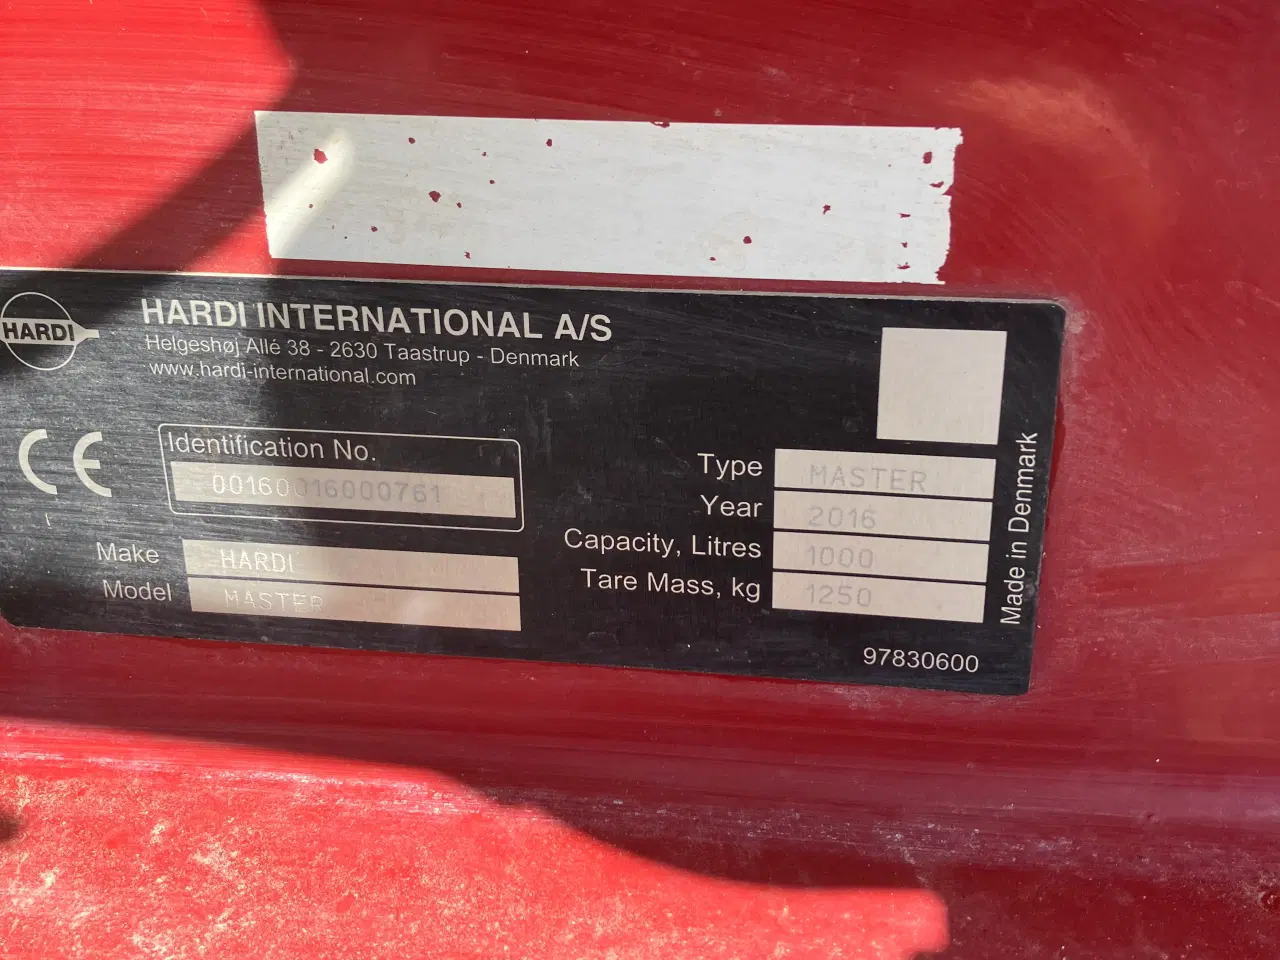 HARDI
HARDI INTERNATIONAL A/S
Helgeshøj Allé 38 - 2630 Taastrup - Denmark
www.hardi-international.com
CE
Identification No.
00160016000761
Make HARDI
Model MASTER
Type MASTER
Year 2016
Capacity, Litres 1000
Tare Mass, kg 1250
Made in Denmark
97830600